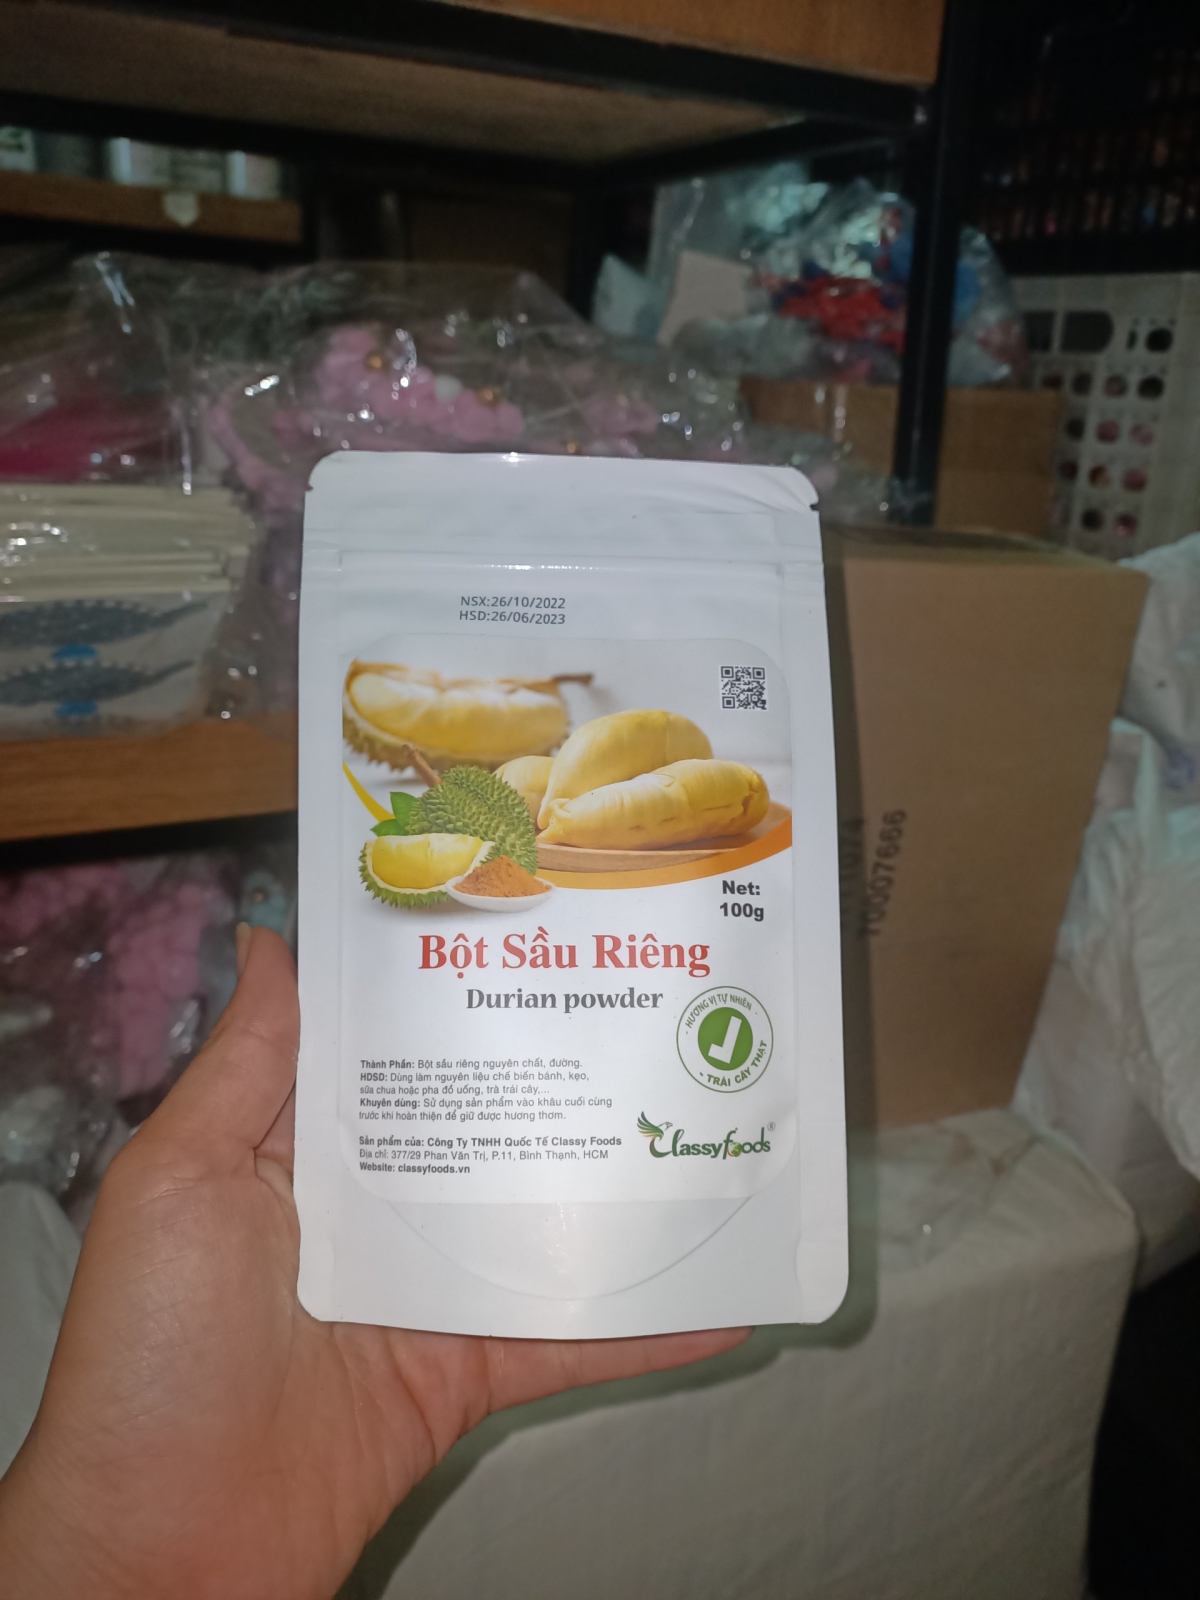 NSX:26/10/2022
HSD:26/06/2023
Net:
100g
Bột Sầu Riêng
Durian powder
HƯƠNG VỊ TỰ NHIÊN
TRÁI CÂY THẬT
Thành Phần: Bột sầu riêng nguyên chất, đường.
HDSD: Dùng làm nguyên liệu chế biến bánh, kẹo,
sữa chua hoặc pha đồ uống, trà trái cây,...
Khuyên dùng: Sử dụng sản phẩm vào khâu cuối cùng
trước khi hoàn thiện để giữ được hương thơm.
Classyfoods®
Sản phẩm của: Công Ty TNHH Quốc Tế Classy Foods
Địa chỉ: 377/29 Phan Văn Trị, P.11, Bình Thạnh, HCM
Website: classyfoods.vn
70007666